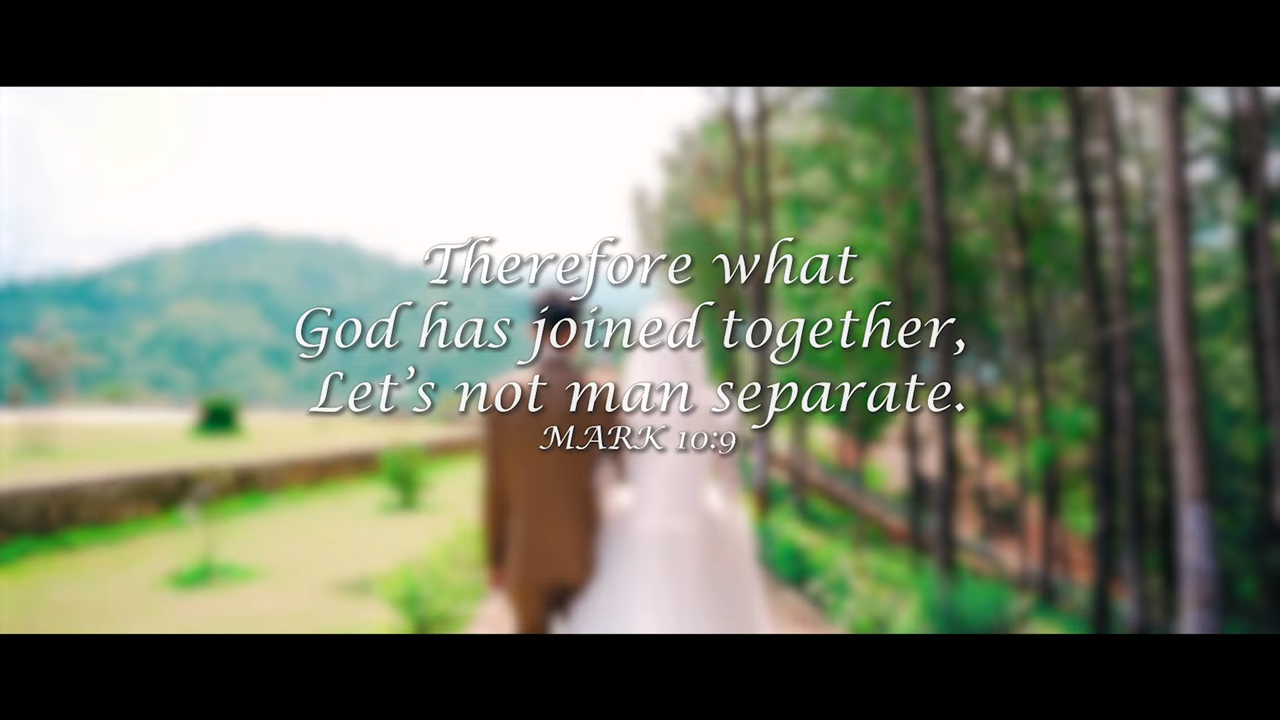 Therefore what
God has joined together,
Let's not man separate.
MARK 10:9